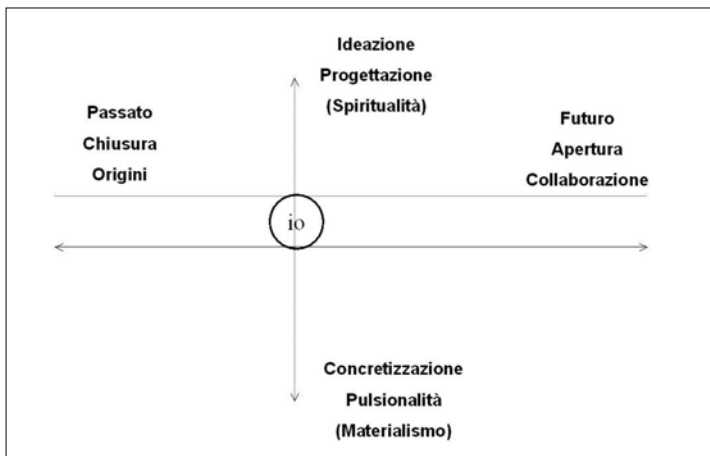 Ideazione
Progettazione
(Spiritualità)
Passato
Chiusura
Origini
Futuro
Apertura
Collaborazione
io
Concretizzazione
Pulsionalità
(Materialismo)